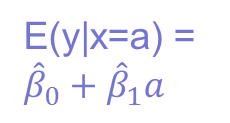 E(y|x=a) =
β̂₀ + β̂₁a